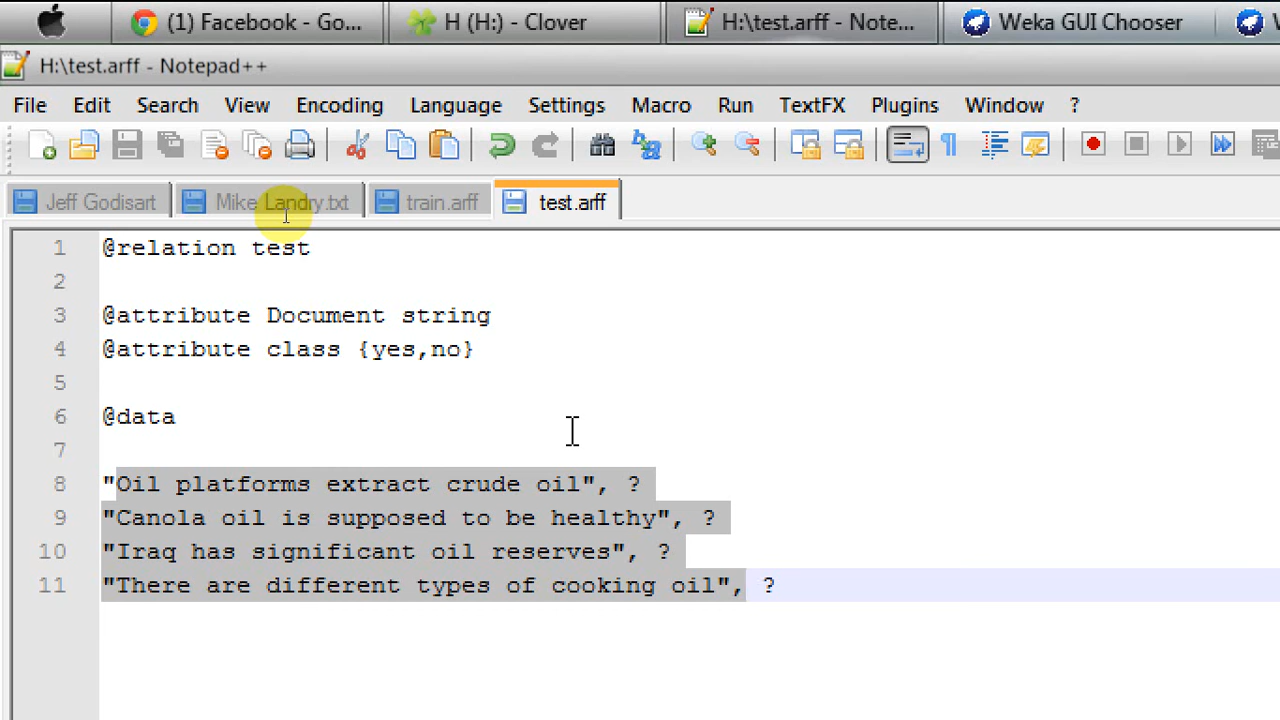 (1) Facebook - Go... H (H:) - Clover H:\test.arff - Note... Weka GUI Chooser
H:\test.arff - Notepad++
File Edit Search View Encoding Language Settings Macro Run TextFX Plugins Window ?
Jeff Godisart Mike Landry.txt train.arff test.arff
1 @relation test
2
3 @attribute Document string
4 @attribute class {yes,no}
5
6 @data
7
8 "Oil platforms extract crude oil", ?
9 "Canola oil is supposed to be healthy", ?
10 "Iraq has significant oil reserves", ?
11 "There are different types of cooking oil", ?